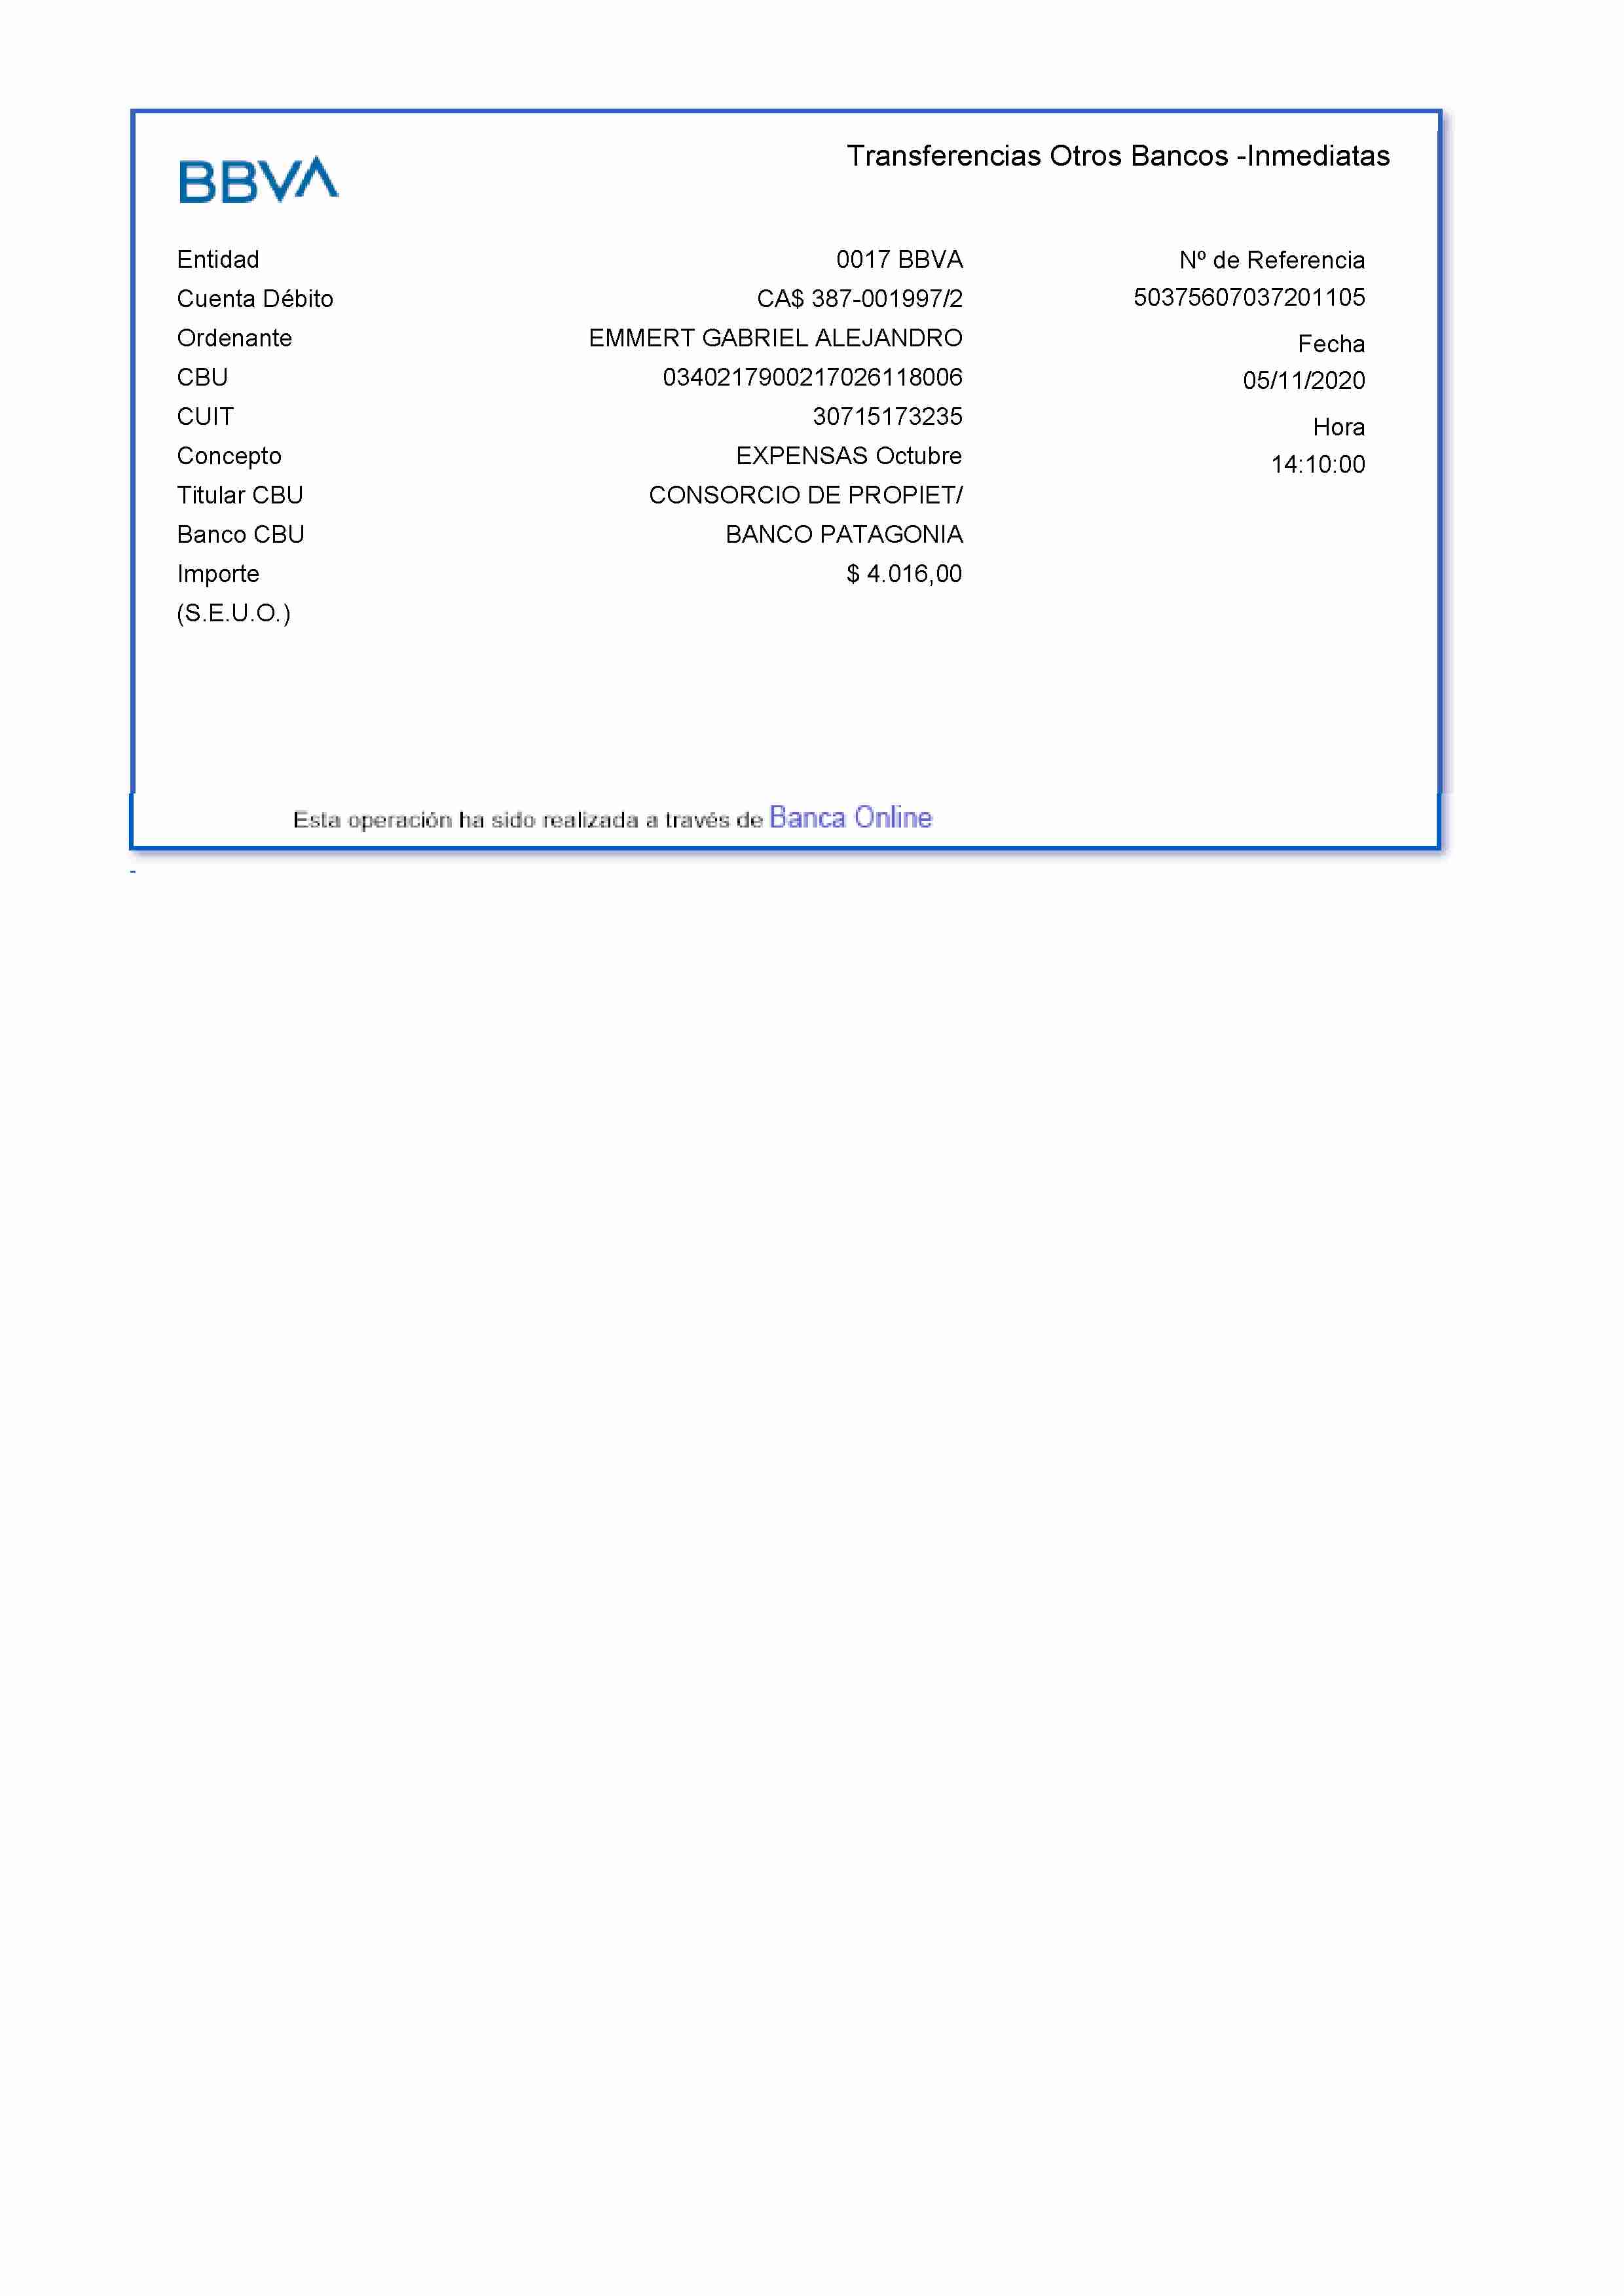 BBVA
Transferencias Otros Bancos -Inmediatas
Entidad 0017 BBVA
Cuenta Débito CA$ 387-001997/2
Ordenante EMMERT GABRIEL ALEJANDRO
CBU 0340217900217026118006
CUIT 30715173235
Concepto EXPENSAS Octubre
Titular CBU CONSORCIO DE PROPIET/
Banco CBU BANCO PATAGONIA
Importe $ 4.016,00
(S.E.U.O.)
Nº de Referencia
50375607037201105
Fecha
05/11/2020
Hora
14:10:00
Esta operación ha sido realizada a través de Banca Online